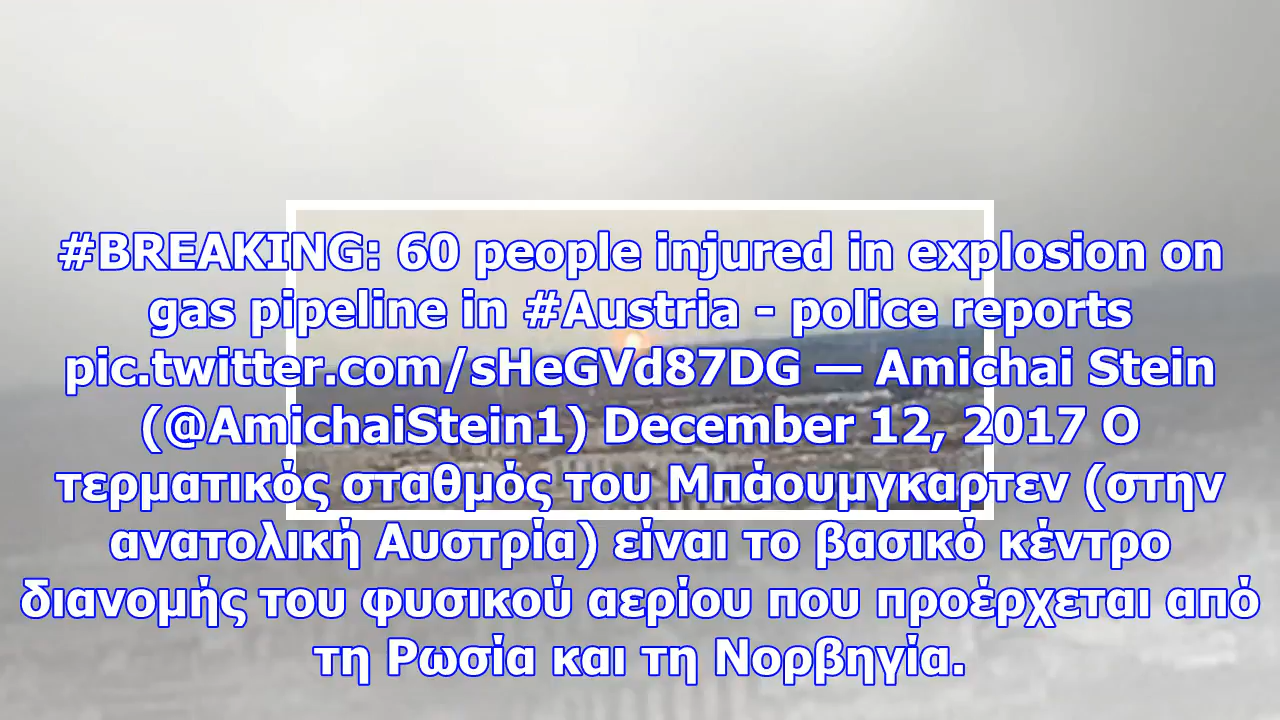 #BREAKING: 60 people injured in explosion on
gas pipeline in #Austria - police reports
pic.twitter.com/sHeGVd87DG — Amichai Stein
(@AmichaiStein1) December 12, 2017 Ο
τερματικός σταθμός του Μπάουμγκαρτεν (στην
ανατολική Αυστρία) είναι το βασικό κέντρο
διανομής του φυσικού αερίου που προέρχεται από
τη Ρωσία και τη Νορβηγία.